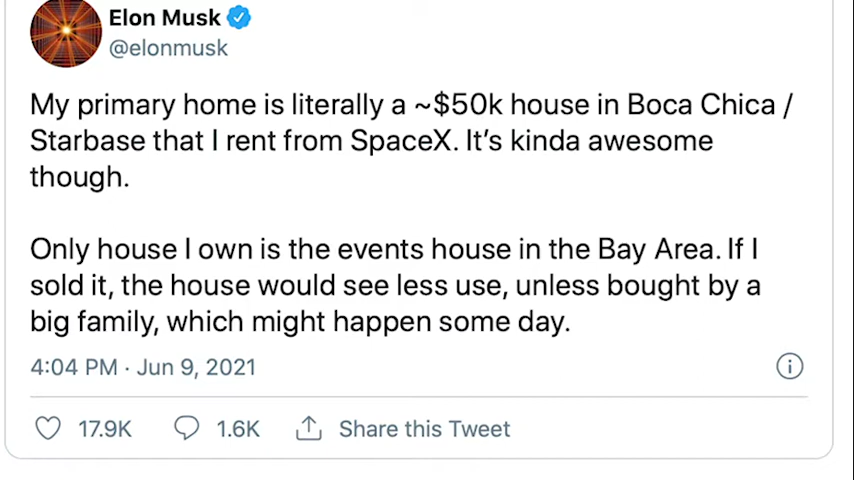 Elon Musk
@elonmusk
My primary home is literally a ~$50k house in Boca Chica /
Starbase that I rent from SpaceX. It’s kinda awesome
though.
Only house I own is the events house in the Bay Area. If I
sold it, the house would see less use, unless bought by a
big family, which might happen some day.
4:04 PM · Jun 9, 2021
17.9K 1.6K Share this Tweet